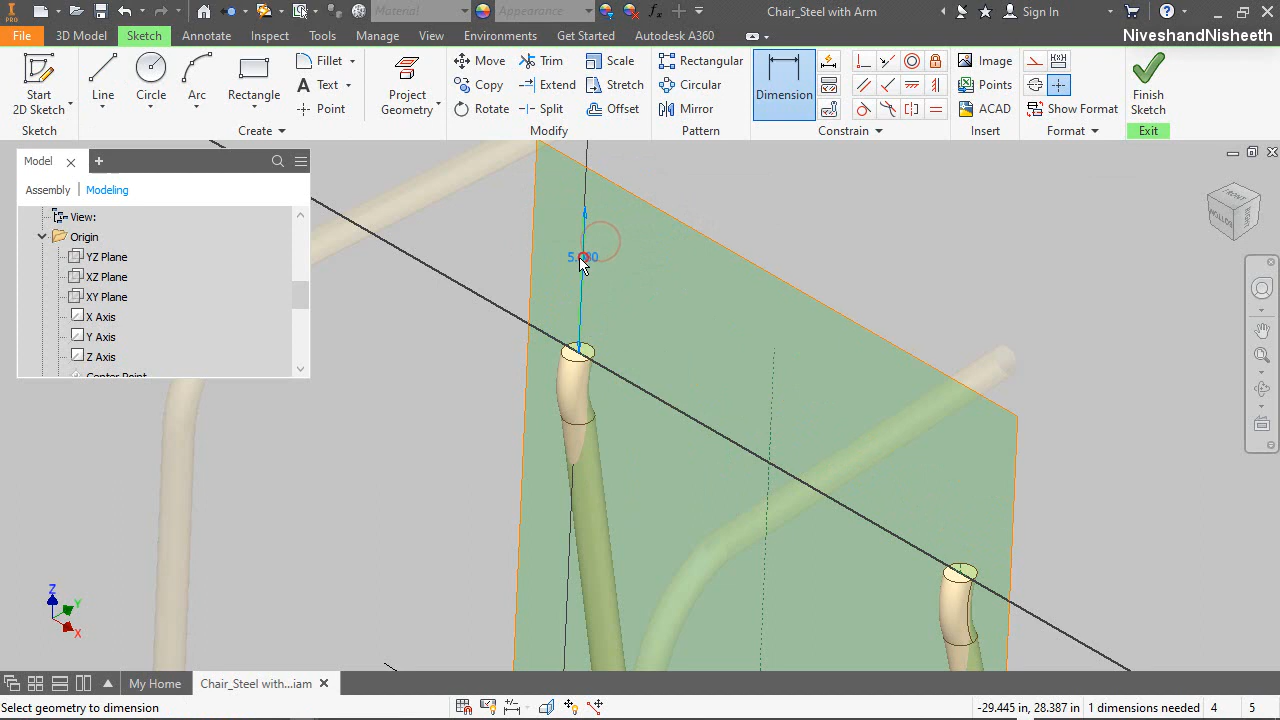 PRO
Material
Appearance
Chair_Steel with Arm
Sign In
File 3D Model Sketch Annotate Inspect Tools Manage View Environments Get Started Autodesk A360
NiveshandNisheeth
Start
2D Sketch
Line
Circle
Arc
Rectangle
Fillet
Text
Point
Project
Geometry
Move
Copy
Rotate
Trim
Extend
Split
Scale
Stretch
Offset
Rectangular
Circular
Mirror
Dimension
Image
Points
ACAD
Show Format
Finish
Sketch
Sketch Create Modify Pattern Constrain Insert Format Exit
Model
Assembly Modeling
View:
Origin
YZ Plane
XZ Plane
XY Plane
X Axis
Y Axis
Z Axis
Center Point
FRONT
BOTTOM
Z
Y
X
My Home
Chair_Steel with...iam
Select geometry to dimension
-29.445 in, 28.387 in
1 dimensions needed
4
5